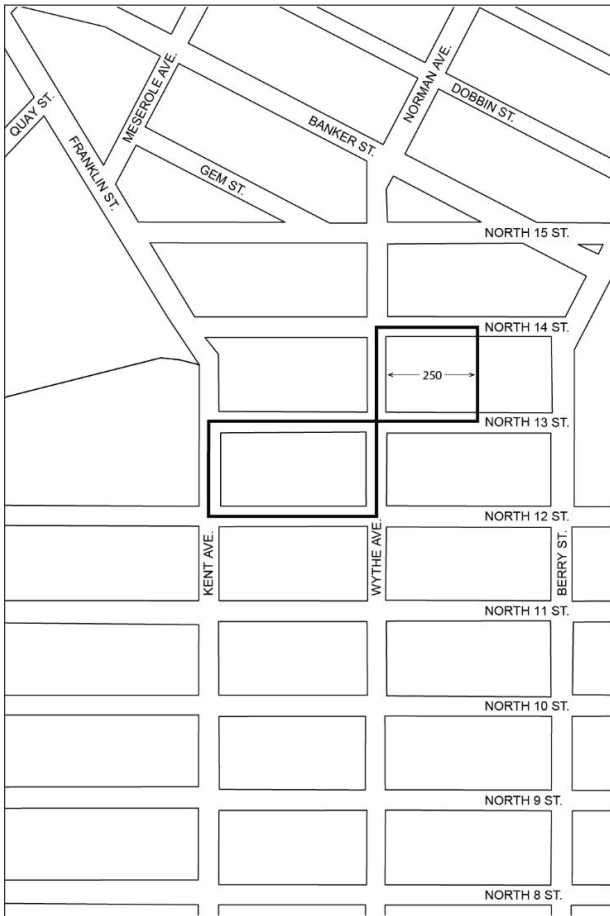 QUAY ST.
MESEROLE AVE.
NORMAN AVE.
DOBBIN ST.
BANKER ST.
FRANKLIN ST.
GEM ST.
NORTH 15 ST.
NORTH 14 ST.
250
NORTH 13 ST.
NORTH 12 ST.
KENT AVE.
WYTHE AVE.
BERRY ST.
NORTH 11 ST.
NORTH 10 ST.
NORTH 9 ST.
NORTH 8 ST.